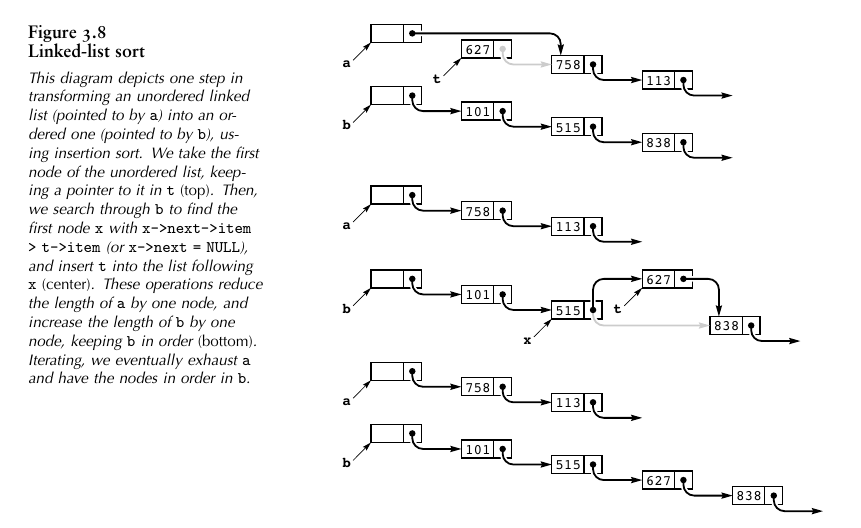 Figure 3.8
Linked-list sort
This diagram depicts one step in
transforming an unordered linked
list (pointed to by a) into an or-
dered one (pointed to by b), us-
ing insertion sort. We take the first
node of the unordered list, keep-
ing a pointer to it in t (top). Then,
we search through b to find the
first node x with x->next->item
> t->item (or x->next = NULL),
and insert t into the list following
x (center). These operations reduce
the length of a by one node, and
increase the length of b by one
node, keeping b in order (bottom).
Iterating, we eventually exhaust a
and have the nodes in order in b.
a
627
t
758
113
b
101
515
838
a
758
113
b
101
515
x
627
t
838
a
758
113
b
101
515
627
838